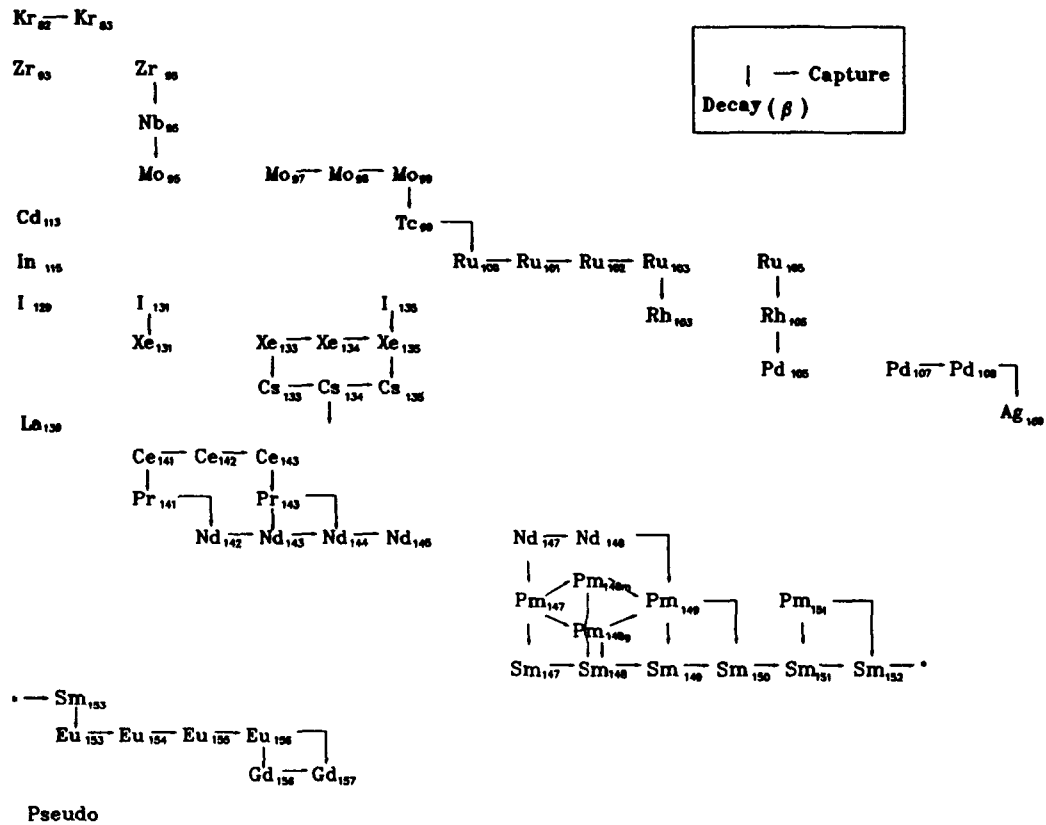 Kr₈₂ Kr₈₃
Zr₉₃ Zr₉₅
Capture
Decay (β)
Nb₉₅
Mo₉₅ Mo₉₇ Mo₉₈ Mo₉₉
Cd₁₁₃ Tc₉₉
In₁₁₅ Ru₁₀₀ Ru₁₀₁ Ru₁₀₂ Ru₁₀₃ Ru₁₀₅
I₁₂₉ I₁₃₁ I₁₃₅ Rh₁₀₃ Rh₁₀₅
Xe₁₃₁ Xe₁₃₃ Xe₁₃₄ Xe₁₃₅
Pd₁₀₅ Pd₁₀₇ Pd₁₀₈
Cs₁₃₃ Cs₁₃₄ Cs₁₃₅
Ag₁₀₉
La₁₃₉
Ce₁₄₁ Ce₁₄₂ Ce₁₄₃
Pr₁₄₁ Pr₁₄₃
Nd₁₄₂ Nd₁₄₃ Nd₁₄₄ Nd₁₄₅ Nd₁₄₇ Nd₁₄₈
Pm₁₄₈ₘ
Pm₁₄₇ Pm₁₄₉ Pm₁₅₁
Pm₁₄₈g
Sm₁₄₇ Sm₁₄₈ Sm₁₄₉ Sm₁₅₀ Sm₁₅₁ Sm₁₅₂ *
* Sm₁₅₃
Eu₁₅₃ Eu₁₅₄ Eu₁₅₅ Eu₁₅₆
Gd₁₅₆ Gd₁₅₇
Pseudo